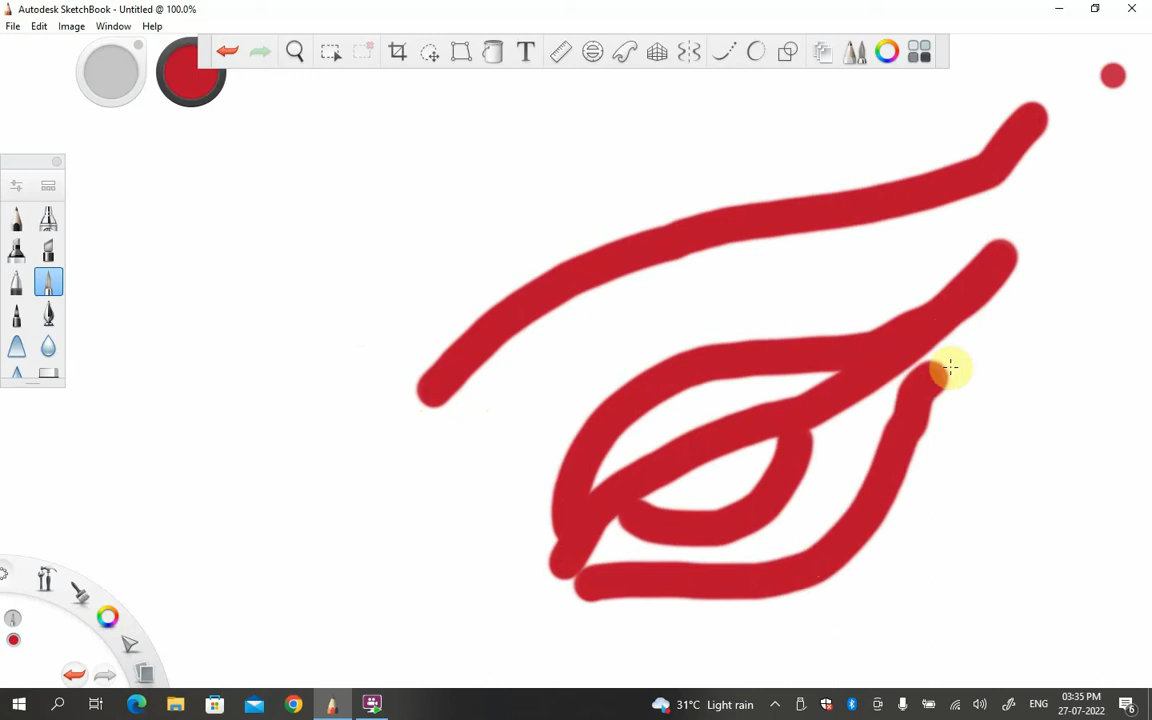 Autodesk SketchBook - Untitled @ 100.0%
File Edit Image Window Help
T
31°C Light rain
ENG
03:35 PM
27-07-2022
6